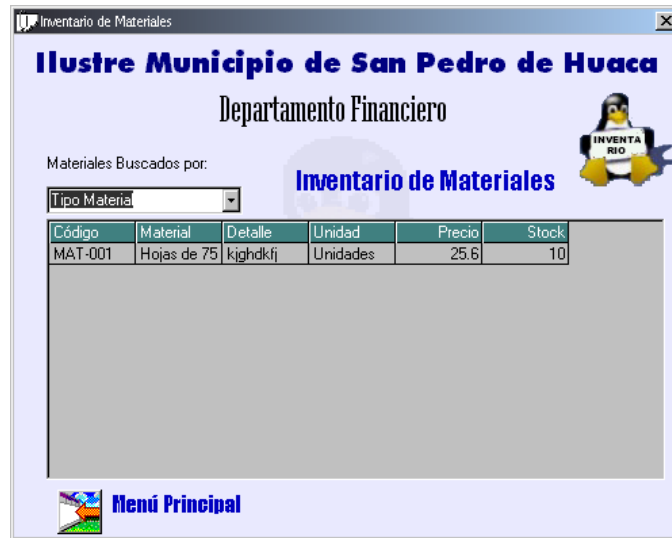 Inventario de Materiales
Ilustre Municipio de San Pedro de Huaca
Departamento Financiero
INVENTA
RIO
Materiales Buscados por:
Inventario de Materiales
Tipo Material
Código Material Detalle Unidad Precio Stock
MAT-001 Hojas de 75 kjghdkfj Unidades 25.6 10
Menú Principal